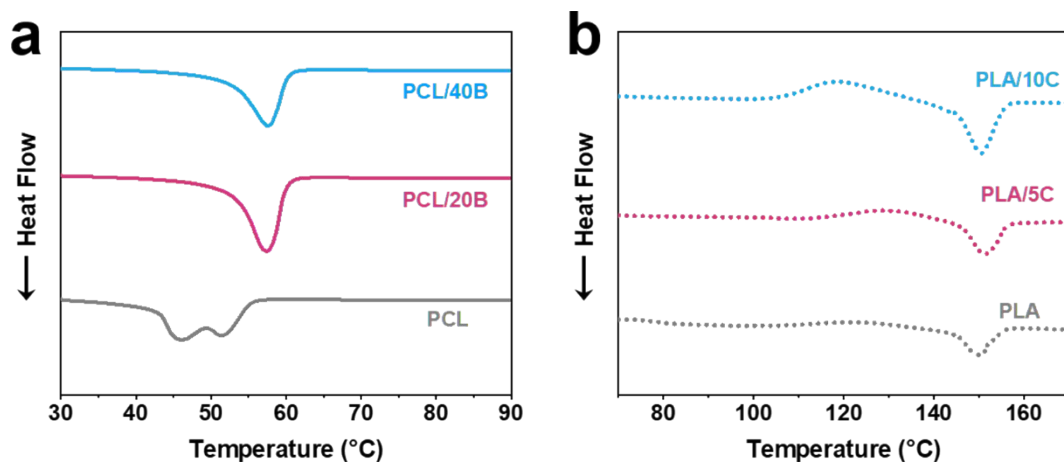 a
PCL/40B
PCL/20B
PCL
← Heat Flow
30 40 50 60 70 80 90
Temperature (°C)
b
PLA/10C
PLA/5C
PLA
← Heat Flow
80 100 120 140 160
Temperature (°C)